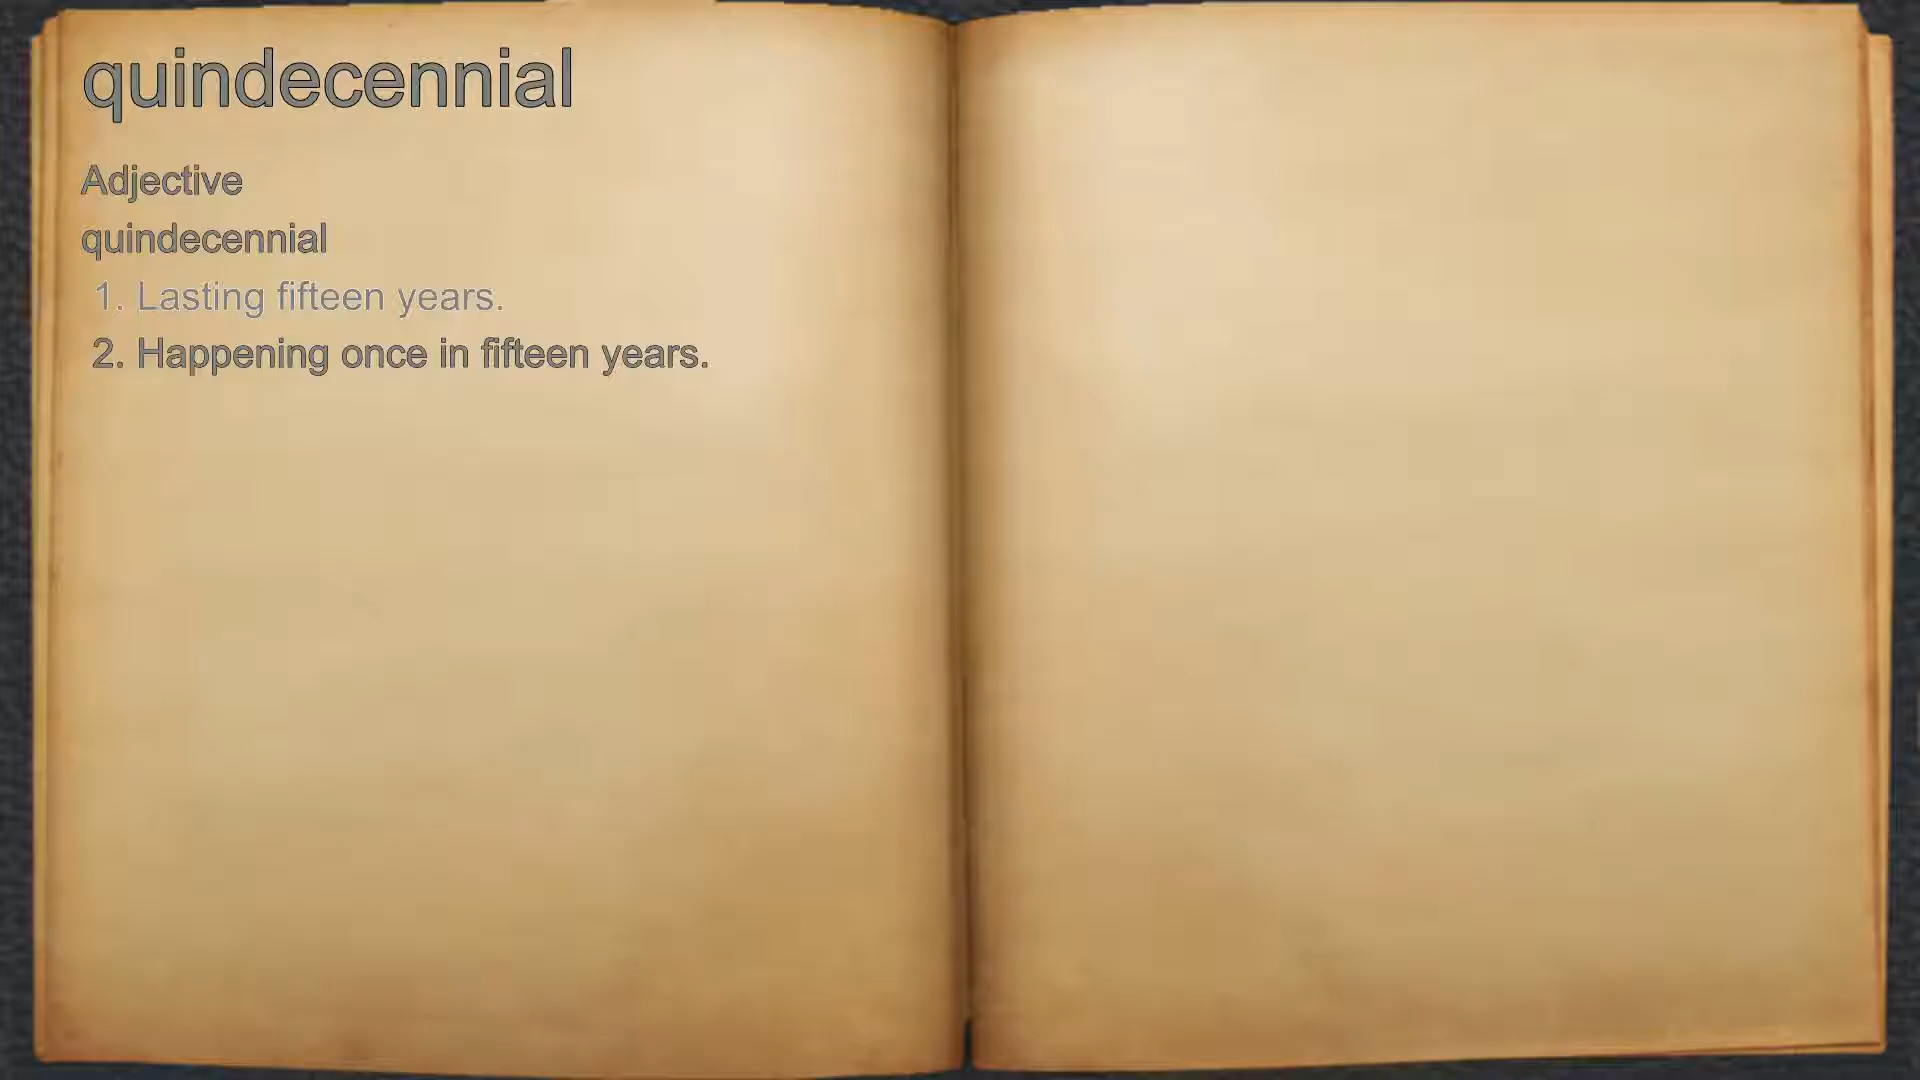 quindecennial
Adjective
quindecennial
1. Lasting fifteen years.
2. Happening once in fifteen years.